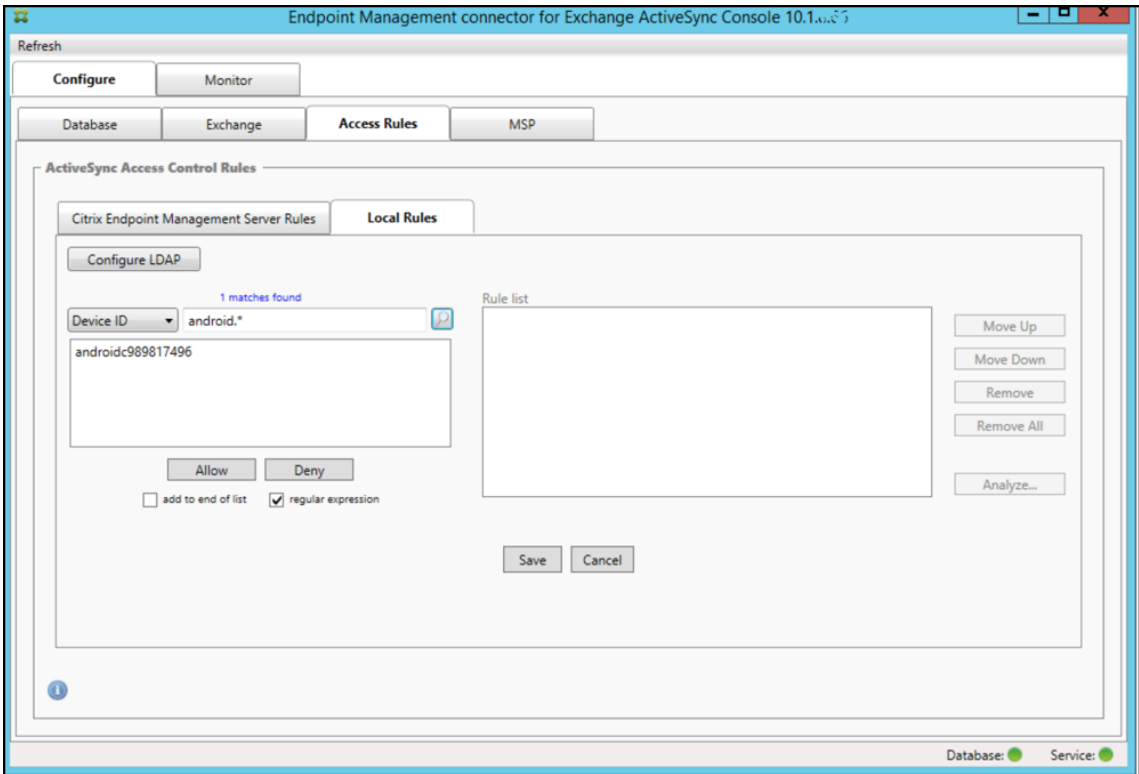 Endpoint Management connector for Exchange ActiveSync Console 10.1.
Refresh
Configure
Monitor
Database
Exchange
Access Rules
MSP
ActiveSync Access Control Rules
Citrix Endpoint Management Server Rules
Local Rules
Configure LDAP
1 matches found
Rule list
Device ID
android.*
androidc989817496
Move Up
Move Down
Remove
Remove All
Allow
Deny
Analyze...
add to end of list
regular expression
Save
Cancel
Database:
Service: